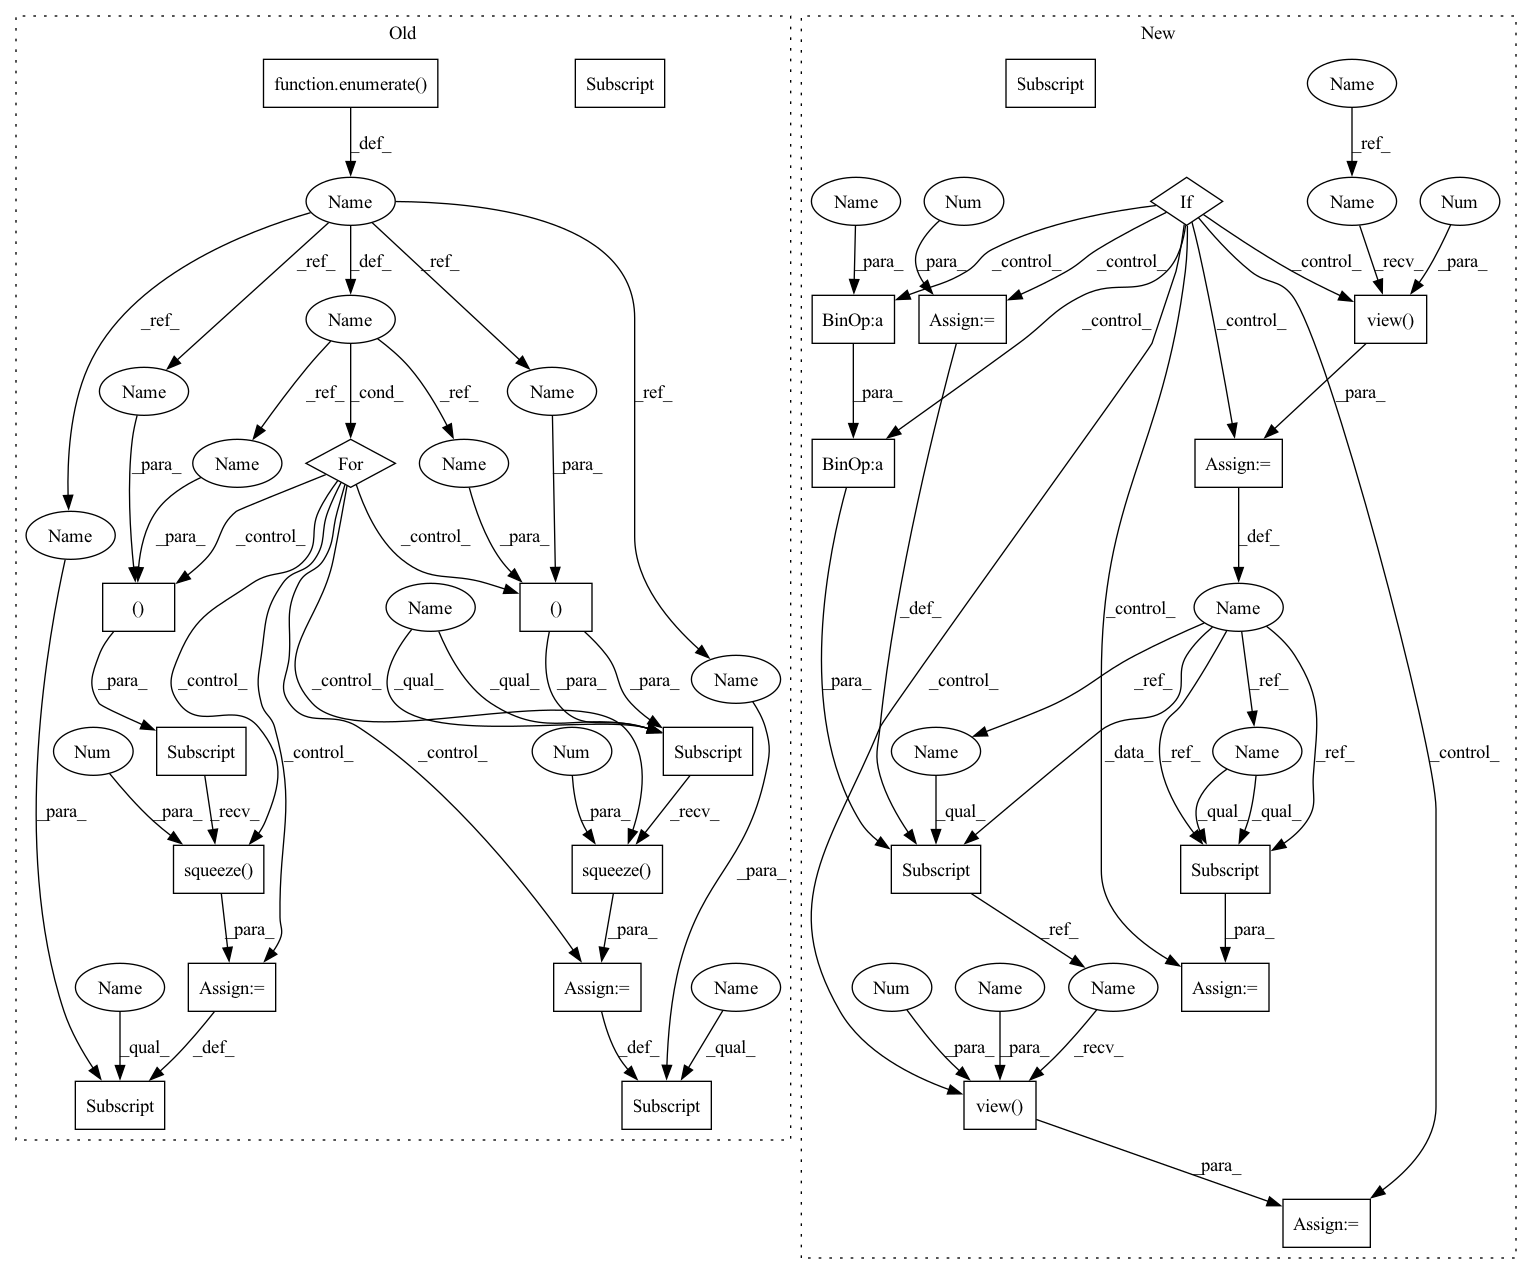 Old
New
function.enumerate()
Subscript
Subscript
Name
_def_
_ref_
Name
Name
Num
If
Name
Num
_ref_
_def_
_ref_
_para_
_para_
_control_
_control_
_control_
_recv_
_para_
_ref_
Name
BinOp:a
Assign:=
view()
_control_
_control_
Name
Name
_ref_
_cond_
_ref_
_ref_
_para_
_para_
Name
For
Name
BinOp:a
Assign:=
_para_
_para_
Name
_para_
_control_
_control_
_para_
_def_
()
Name
()
Name
_def_
_control_
_para_
_control_
_control_
_qual_
_qual_
_para_
_para_
Name
_para_
_control_
_ref_
_ref_
Num
Subscript
Num
Subscript
Name
Name
_control_
_control_
_data_
_ref_
_ref_
_control_
_para_
_para_
_recv_
_para_
_recv_
_qual_
_qual_
_qual_
squeeze()
squeeze()
Subscript
Subscript
_para_
_para_
_para_
_ref_
_para_
Name
Assign:=
Assign:=
Name
Num
Name
Name
Assign:=
_qual_
_def_
_def_
_qual_
_para_
_para_
_recv_
Subscript
Subscript
view()
_para_
Assign:=